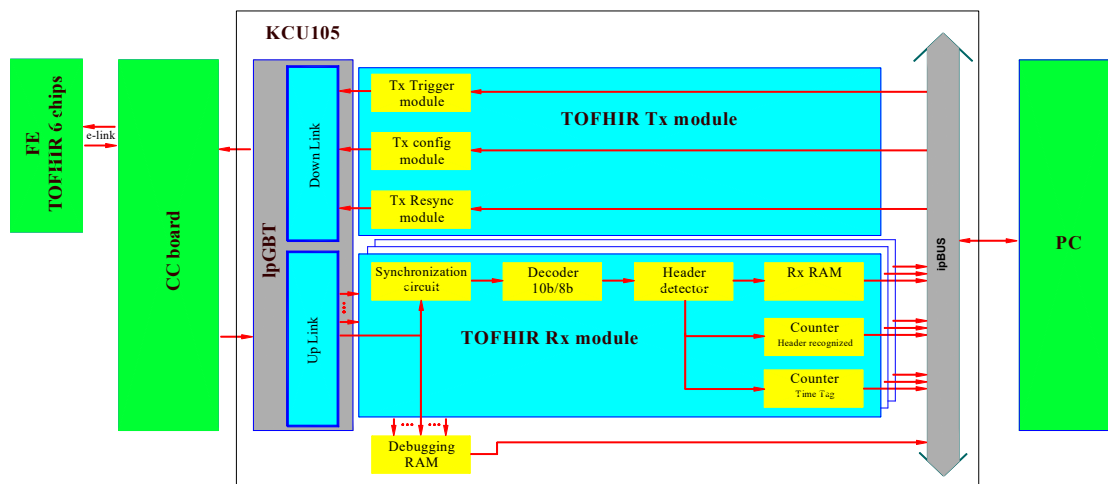 KCU105
FE
TOFHIR 6 chips
e-link
CC board
lpGBT
Down Link
Up Link
Tx Trigger
module
Tx config
module
Tx Resync
module
TOFHIR Tx module
Synchronization
circuit
Decoder
10b/8b
Header
detector
Rx RAM
Counter
Header recognized
Counter
Time Tag
TOFHIR Rx module
Debugging
RAM
ipBUS
PC